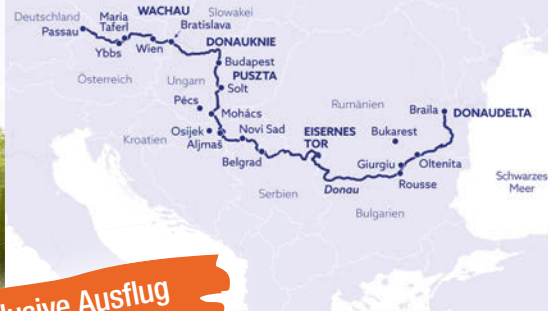 Deutschland
Passau
Maria
Taferl
Ybbs
WACHAU
Wien
Slowakei
Bratislava
DONAUKNIE
Budapest
PUSZTA
Solt
Österreich
Ungarn
Pécs
Mohács
Osijek
Aljmaš
Kroatien
Novi Sad
Belgrad
EISERNES
TOR
Serbien
Donau
Rumänien
Bukarest
Giurgiu
Rousse
Oltenita
Braila
DONAUDELTA
Bulgarien
Schwarzes
Meer
Ausflug